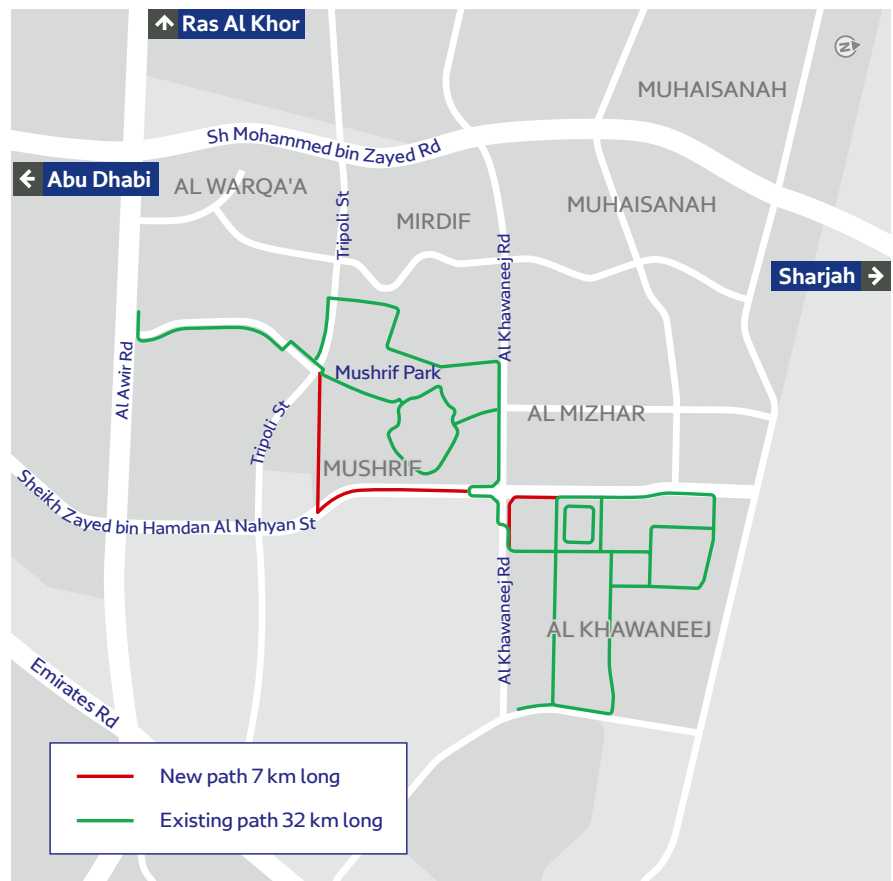 Ras Al Khor
N
MUHAISANAH
Sh Mohammed bin Zayed Rd
Abu Dhabi
AL WARQA'A
Tripoli St
MIRDIF
MUHAISANAH
Al Khawaneej Rd
Sharjah
Al Awir Rd
Mushrif Park
Tripoli St
AL MIZHAR
MUSHRIF
Sheikh Zayed bin Hamdan Al Nahyan St
Al Khawaneej Rd
AL KHAWANEEJ
Emirates Rd
New path 7 km long
Existing path 32 km long